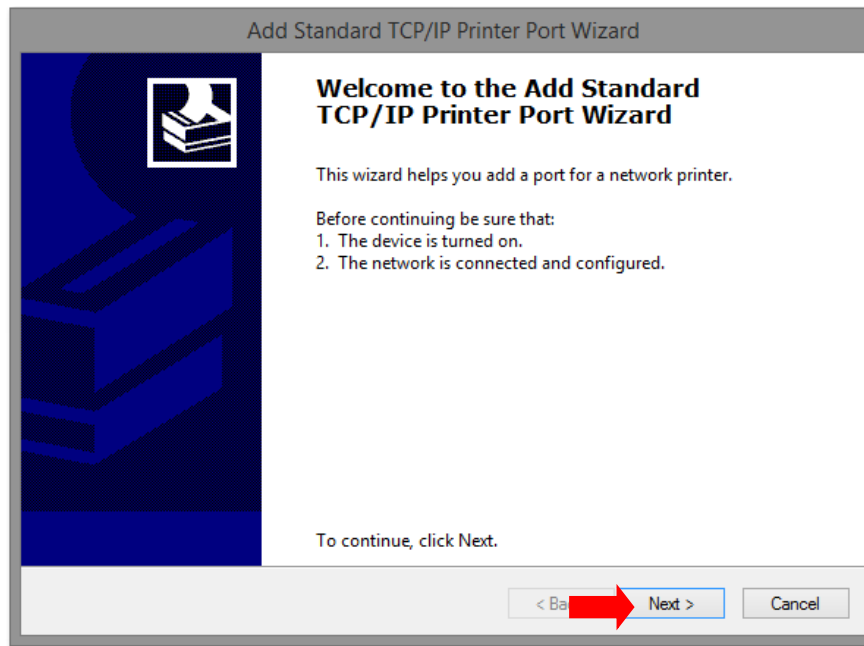 Add Standard TCP/IP Printer Port Wizard
Welcome to the Add Standard
TCP/IP Printer Port Wizard
This wizard helps you add a port for a network printer.
Before continuing be sure that:
1. The device is turned on.
2. The network is connected and configured.
To continue, click Next.
< Ba
Next >
Cancel